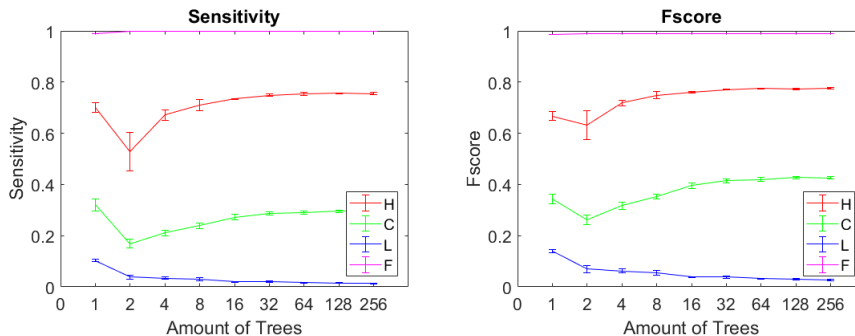 Sensitivity
1
0.8
0.6
0.4
0.2
0
Sensitivity
0 1 2 4 8 16 32 64 128 256
Amount of Trees
H
C
L
F
Fscore
1
0.8
0.6
0.4
0.2
0
Fscore
0 1 2 4 8 16 32 64 128 256
Amount of Trees
H
C
L
F